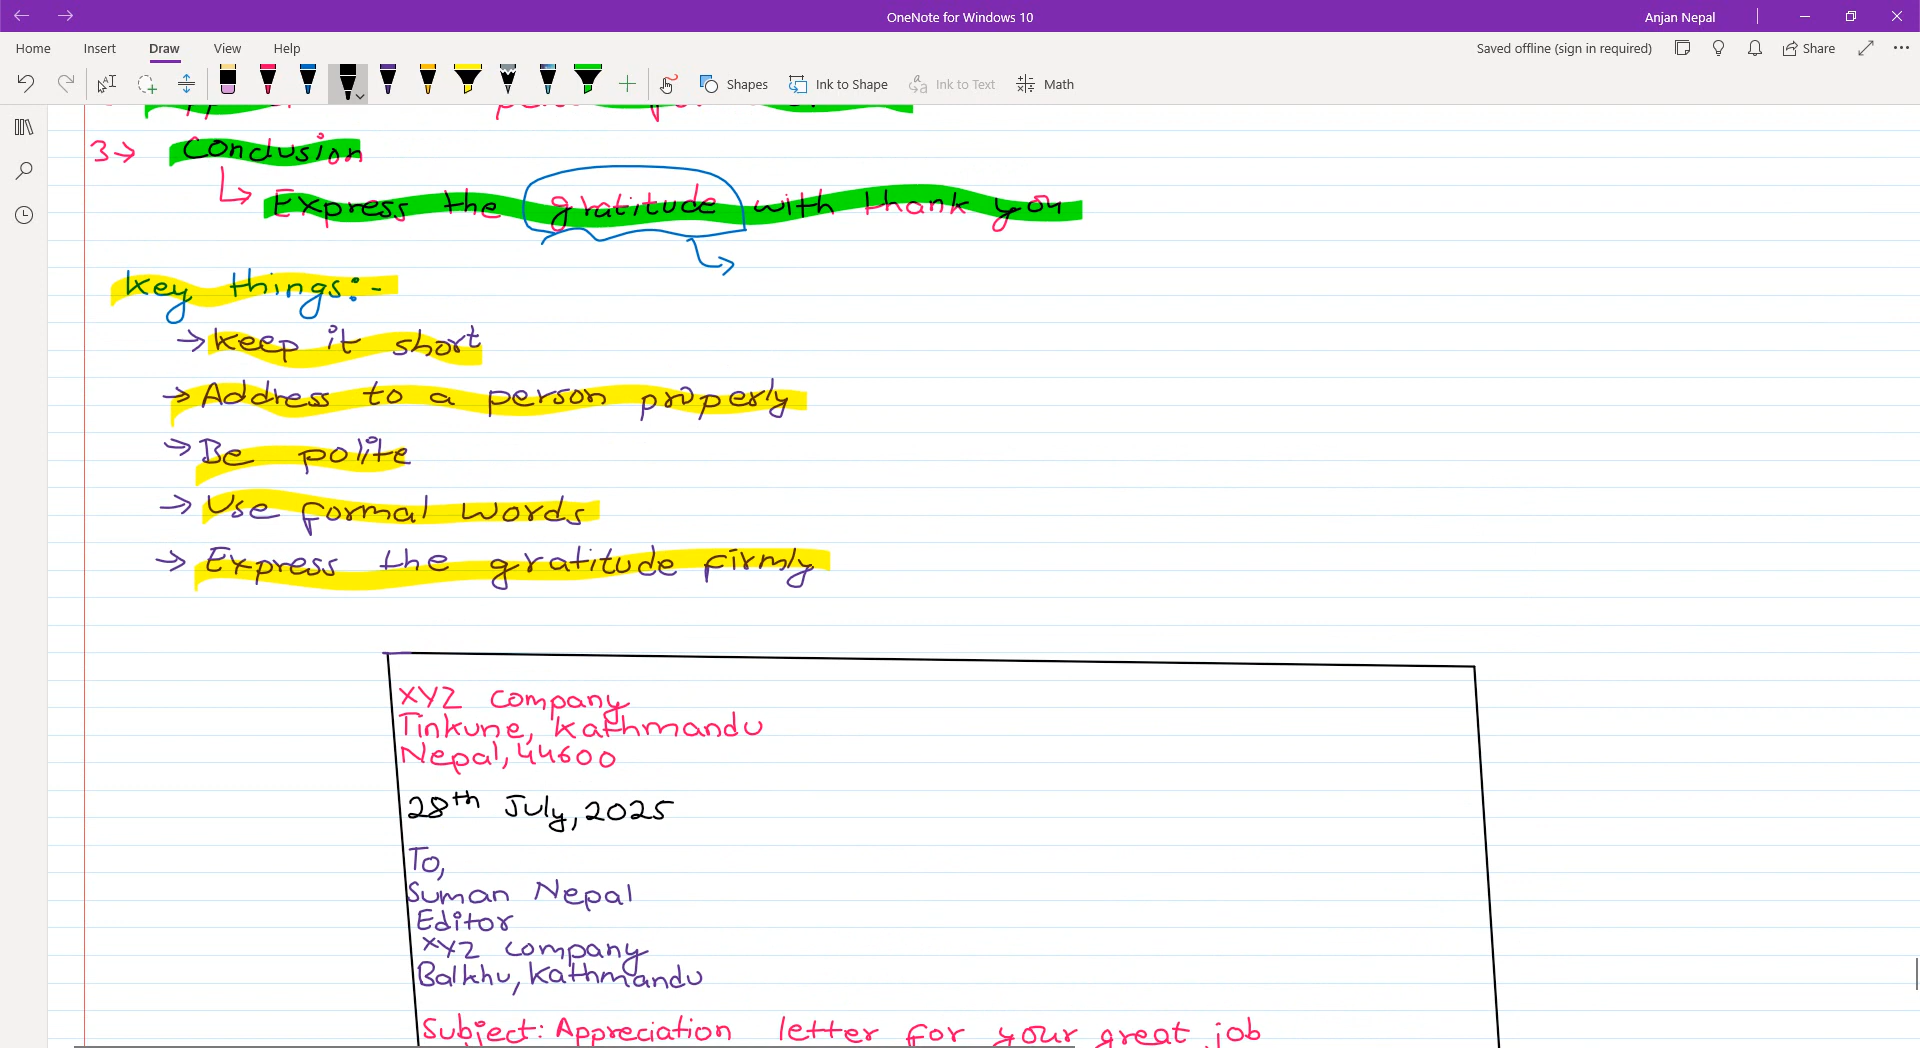 OneNote for Windows 10
Anjan Nepal
Home Insert Draw View Help
Saved offline (sign in required)
Share
Shapes
Ink to Shape
Ink to Text
Math
3→ Conclusion
Express the gratitude with thank you
Key things:-
→ Keep it short
→ Address to a person properly
→ Be polite
→ Use formal words
→ Express the gratitude firmly
XYZ company
Tinkune, Kathmandu
Nepal, 44600
28th July, 2025
To,
Suman Nepal
Editor
XYZ company
Balkhu, Kathmandu
Subject: Appreciation letter for your great job